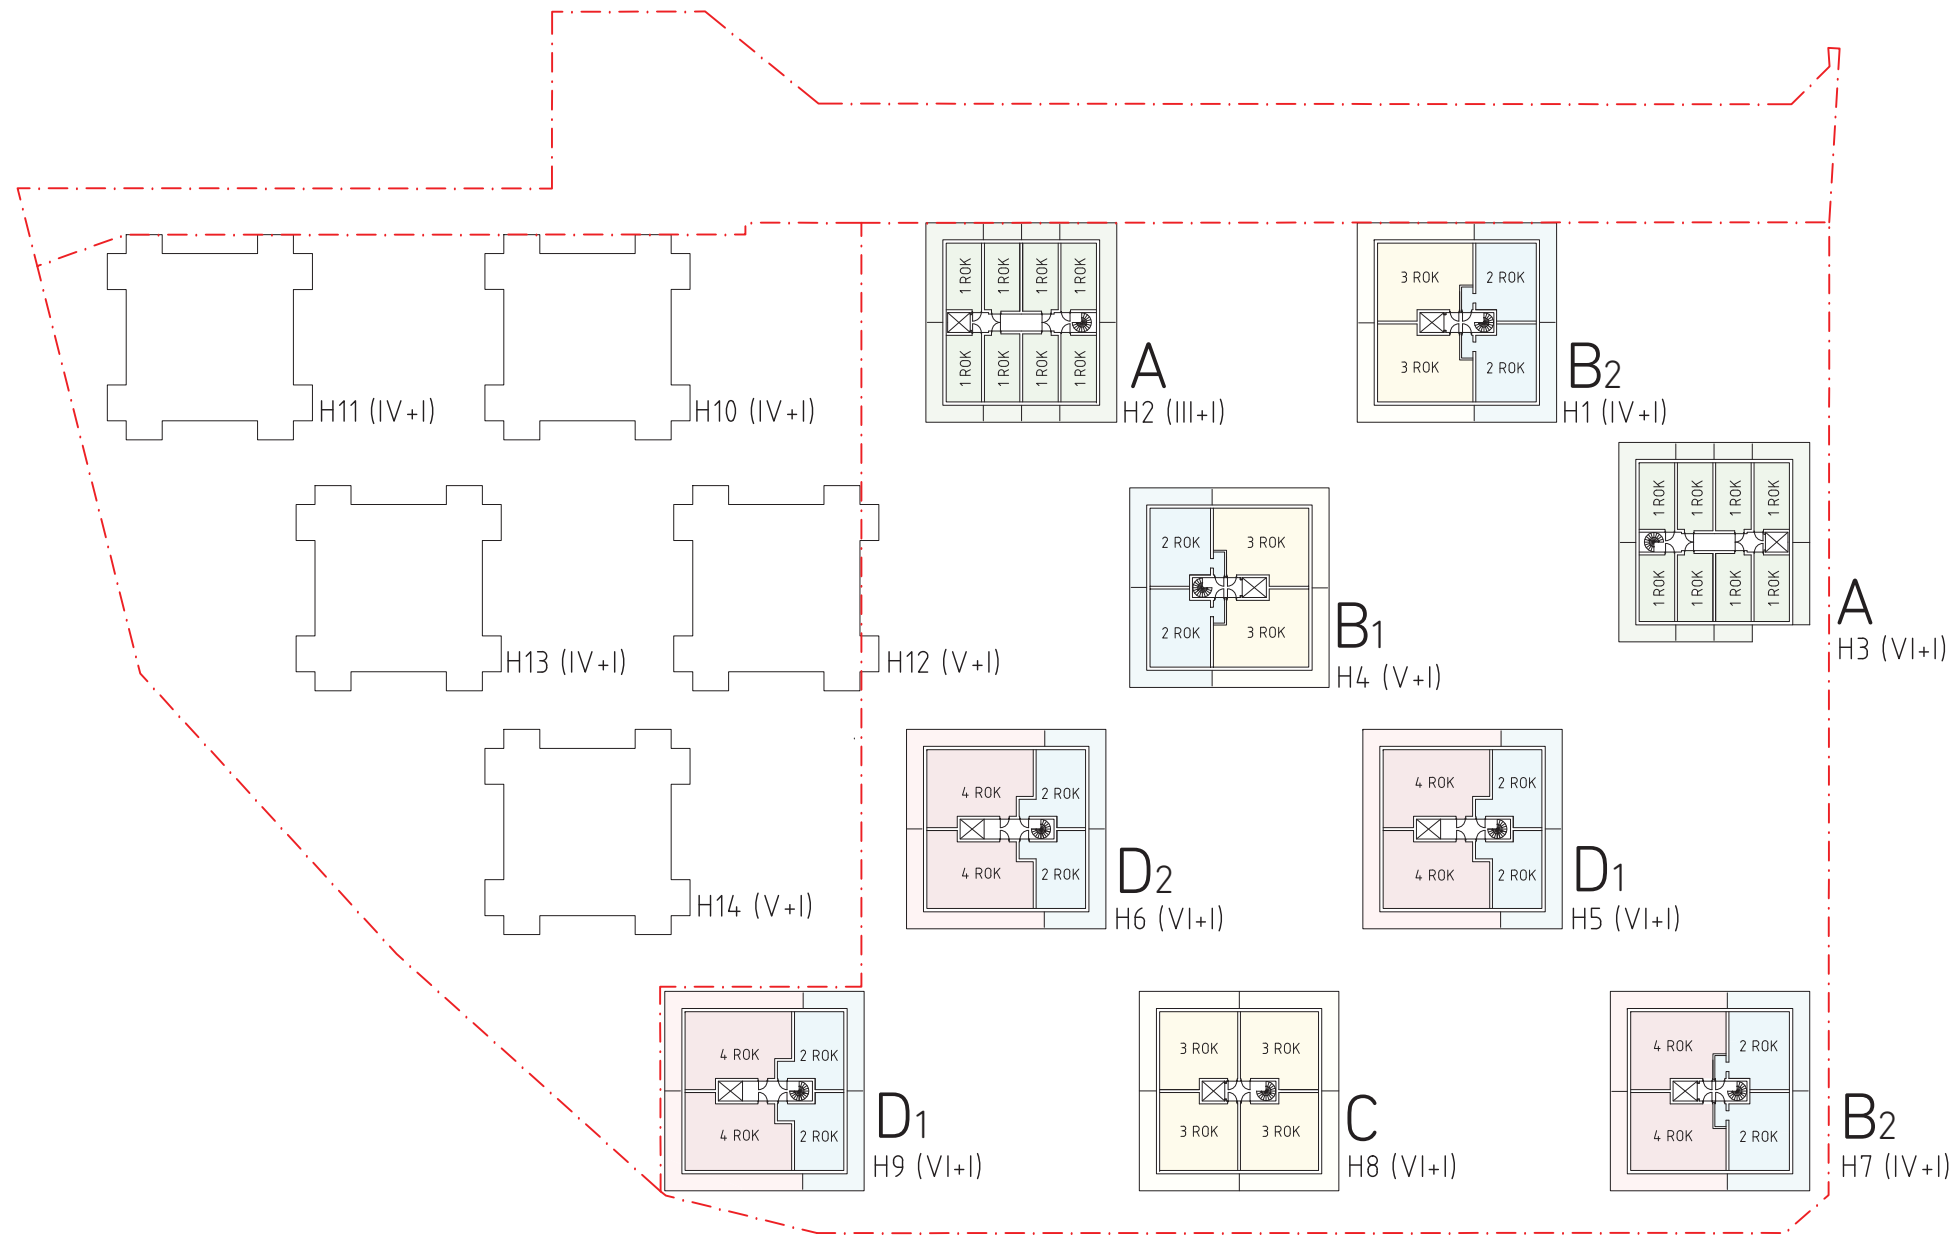 1 ROK 1 ROK 1 ROK 1 ROK
1 ROK 1 ROK 1 ROK 1 ROK
A
H2 (III+I)
3 ROK 2 ROK
3 ROK 2 ROK
B2
H1 (IV+I)
H11 (IV+I)
H10 (IV+I)
1 ROK 1 ROK 1 ROK 1 ROK
1 ROK 1 ROK 1 ROK 1 ROK
A
H3 (VI+I)
2 ROK 3 ROK
2 ROK 3 ROK
B1
H4 (V+I)
H13 (IV+I)
H12 (V+I)
4 ROK 2 ROK
4 ROK 2 ROK
D2
H6 (VI+I)
4 ROK 2 ROK
4 ROK 2 ROK
D1
H5 (VI+I)
H14 (V+I)
4 ROK 2 ROK
4 ROK 2 ROK
D1
H9 (VI+I)
3 ROK 3 ROK
3 ROK 3 ROK
C
H8 (VI+I)
4 ROK 2 ROK
4 ROK 2 ROK
B2
H7 (IV+I)